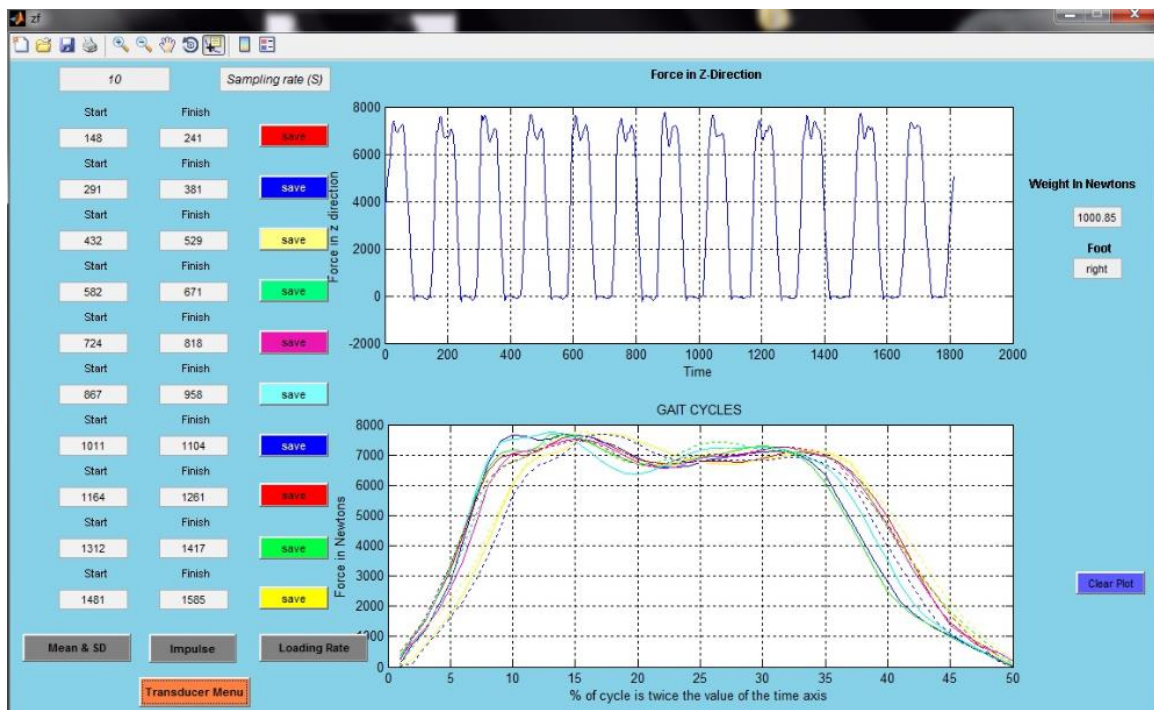 zf
10 Sampling rate (S)
Start Finish
148 241 save
Start Finish
291 381 save
Start Finish
432 529 save
Start Finish
582 671 save
Start Finish
724 818 save
Start Finish
867 958 save
Start Finish
1011 1104 save
Start Finish
1164 1261 save
Start Finish
1312 1417 save
Start Finish
1481 1585 save
Mean & SD Impulse Loading Rate
Transducer Menu
Force in Z-Direction
Force in z direction
8000
6000
4000
2000
0
-2000
0 200 400 600 800 1000 1200 1400 1600 1800 2000
Time
GAIT CYCLES
Force in Newtons
8000
7000
6000
5000
4000
3000
2000
1000
0
0 5 10 15 20 25 30 35 40 45 50
% of cycle is twice the value of the time axis
Weight In Newtons
1000.85
Foot
right
Clear Plot